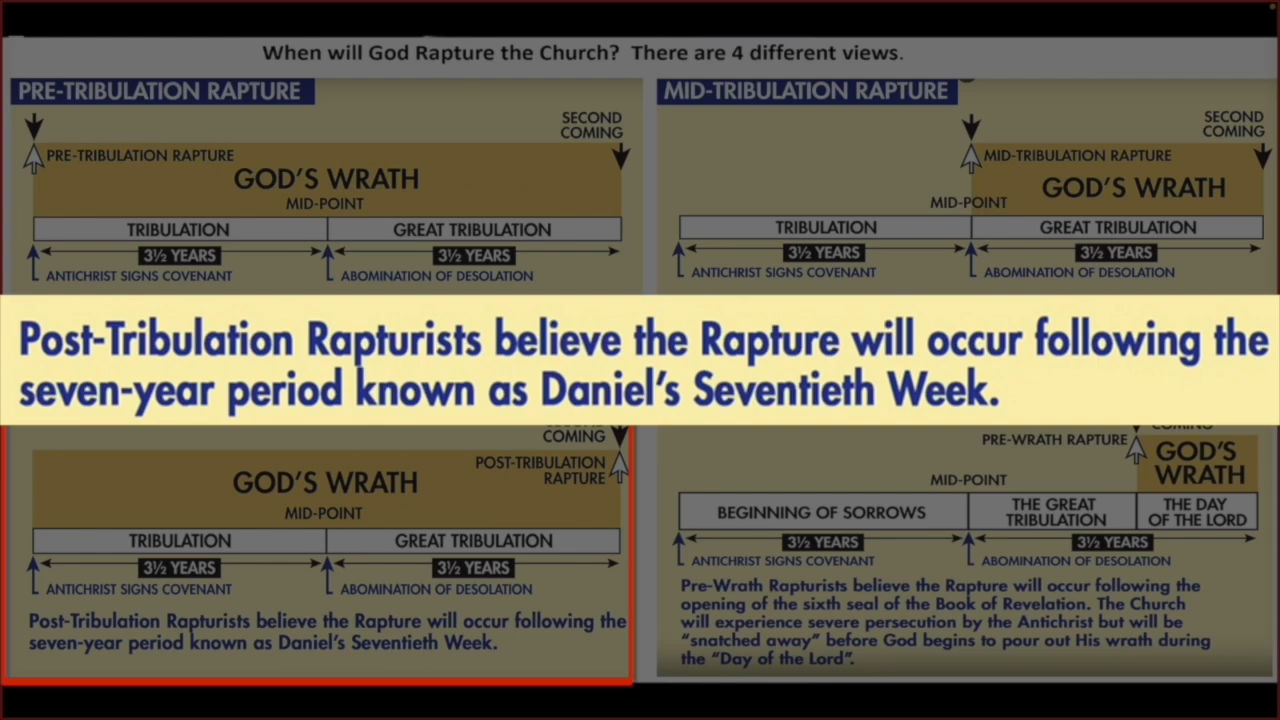 When will God Rapture the Church? There are 4 different views.
PRE-TRIBULATION RAPTURE
SECOND
COMING
PRE-TRIBULATION RAPTURE
GOD'S WRATH
MID-POINT
TRIBULATION
GREAT TRIBULATION
3½ YEARS
3½ YEARS
ANTICHRIST SIGNS COVENANT
ABOMINATION OF DESOLATION
MID-TRIBULATION RAPTURE
SECOND
COMING
MID-TRIBULATION RAPTURE
GOD'S WRATH
MID-POINT
TRIBULATION
GREAT TRIBULATION
3½ YEARS
3½ YEARS
ANTICHRIST SIGNS COVENANT
ABOMINATION OF DESOLATION
Post-Tribulation Rapturists believe the Rapture will occur following the
seven-year period known as Daniel's Seventieth Week.
SECOND
COMING
POST-TRIBULATION
RAPTURE
GOD'S WRATH
MID-POINT
TRIBULATION
GREAT TRIBULATION
3½ YEARS
3½ YEARS
ANTICHRIST SIGNS COVENANT
ABOMINATION OF DESOLATION
Post-Tribulation Rapturists believe the Rapture will occur following the
seven-year period known as Daniel's Seventieth Week.
COMING
PRE-WRATH RAPTURE
GOD'S
WRATH
MID-POINT
BEGINNING OF SORROWS
THE GREAT
TRIBULATION
THE DAY
OF THE LORD
3½ YEARS
3½ YEARS
ANTICHRIST SIGNS COVENANT
ABOMINATION OF DESOLATION
Pre-Wrath Rapturists believe the Rapture will occur following the
opening of the sixth seal of the Book of Revelation. The Church
will experience severe persecution by the Antichrist but will be
"snatched away" before God begins to pour out His wrath during
the "Day of the Lord".